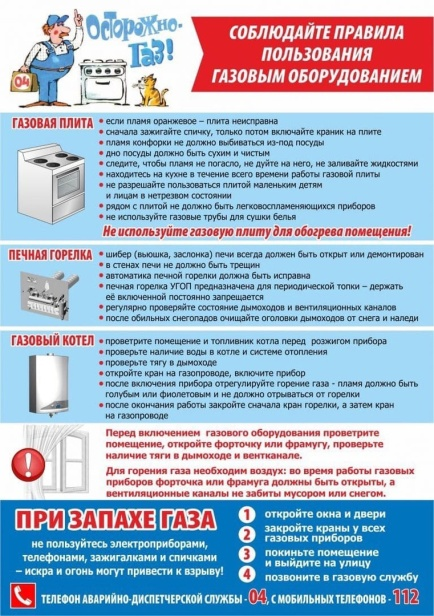 Осторожно-
Газ!
04
СОБЛЮДАЙТЕ ПРАВИЛА
ПОЛЬЗОВАНИЯ
ГАЗОВЫМ ОБОРУДОВАНИЕМ
ГАЗОВАЯ ПЛИТА
• если пламя оранжевое – плита неисправна
• сначала зажигайте спичку, только потом включайте краник на плите
• пламя конфорки не должно выбиваться из-под посуды
• дно посуды должно быть сухим и чистым
• следите, чтобы пламя не погасло, не дуйте на него, не заливайте жидкостями
• находитесь на кухне в течение всего времени работы газовой плиты
• не разрешайте пользоваться плитой маленьким детям
и лицам в нетрезвом состоянии
• рядом с плитой не должно быть легковоспламеняющихся приборов
• не используйте газовые трубы для сушки белья
Не используйте газовую плиту для обогрева помещения!
ПЕЧНАЯ ГОРЕЛКА
• шибер (вьюшка, заслонка) печи всегда должен быть открыт или демонтирован
• в стенах печи не должно быть трещин
• автоматика печной горелки должна быть исправна
• печная горелка УГОП предназначена для периодической топки – держать
её включенной постоянно запрещается
• регулярно проверяйте состояние дымоходов и вентиляционных каналов
• после обильных снегопадов очищайте оголовки дымоходов от снега и наледи
ГАЗОВЫЙ КОТЕЛ
• проветрите помещение и топливник котла перед розжигом прибора
• проверьте наличие воды в котле и системе отопления
• проверьте тягу в дымоходе
• откройте кран на газопроводе, включите прибор
• после включения прибора отрегулируйте горение газа - пламя должно быть
голубым или фиолетовым и не должно отрываться от горелки
• после окончания работы закройте сначала кран горелки, а затем кран
на газопроводе
Перед включением газового оборудования проветрите
помещение, откройте форточку или фрамугу, проверьте
наличие тяги в дымоходе и вентканале.
Для горения газа необходим воздух: во время работы газовых
приборов форточка или фрамуга должны быть открыты, а
вентиляционные каналы не забиты мусором или снегом.
ПРИ ЗАПАХЕ ГАЗА
не пользуйтесь электроприборами,
телефонами, зажигалками и спичками
– искра и огонь могут привести к взрыву!
1 откройте окна и двери
2 закройте краны у всех
газовых приборов
3 покиньте помещение
и выйдите на улицу
4 позвоните в газовую службу
ТЕЛЕФОН АВАРИЙНО-ДИСПЕТЧЕРСКОЙ СЛУЖБЫ - 04, С МОБИЛЬНЫХ ТЕЛЕФОНОВ - 112